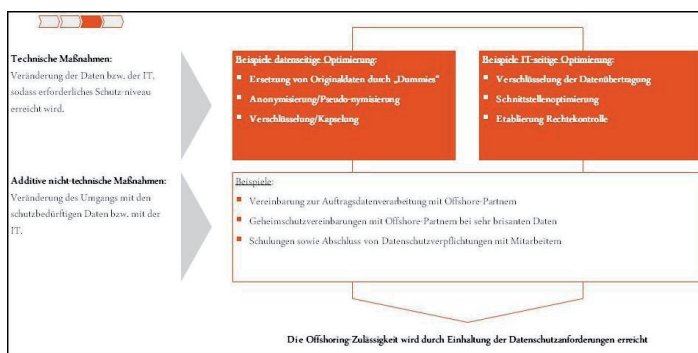 Technische Maßnahmen:
Veränderung der Daten bzw. der IT,
sodass erforderliches Schutz-niveau
erreicht wird.
Beispiele datenseitige Optimierung:
Ersetzung von Originaldaten durch „Dummies“
Anonymisierung/Pseudo-nymisierung
Verschlüsselung/Kapselung
Beispiele IT-seitige Optimierung:
Verschlüsselung der Datenübertragung
Schnittstellenoptimierung
Etablierung Rechtekontrolle
Additive nicht-technische Maßnahmen:
Veränderung des Umgangs mit den
schutzbedürftigen Daten bzw. mit der
IT.
Beispiele:
Vereinbarung zur Auftragsdatenverarbeitung mit Offshore-Partnern
Geheimschutzvereinbarungen mit Offshore-Partnern bei sehr brisanten Daten
Schulungen sowie Abschluss von Datenschutzverpflichtungen mit Mitarbeitern
Die Offshoring-Zulässigkeit wird durch Einhaltung der Datenschutzanforderungen erreicht